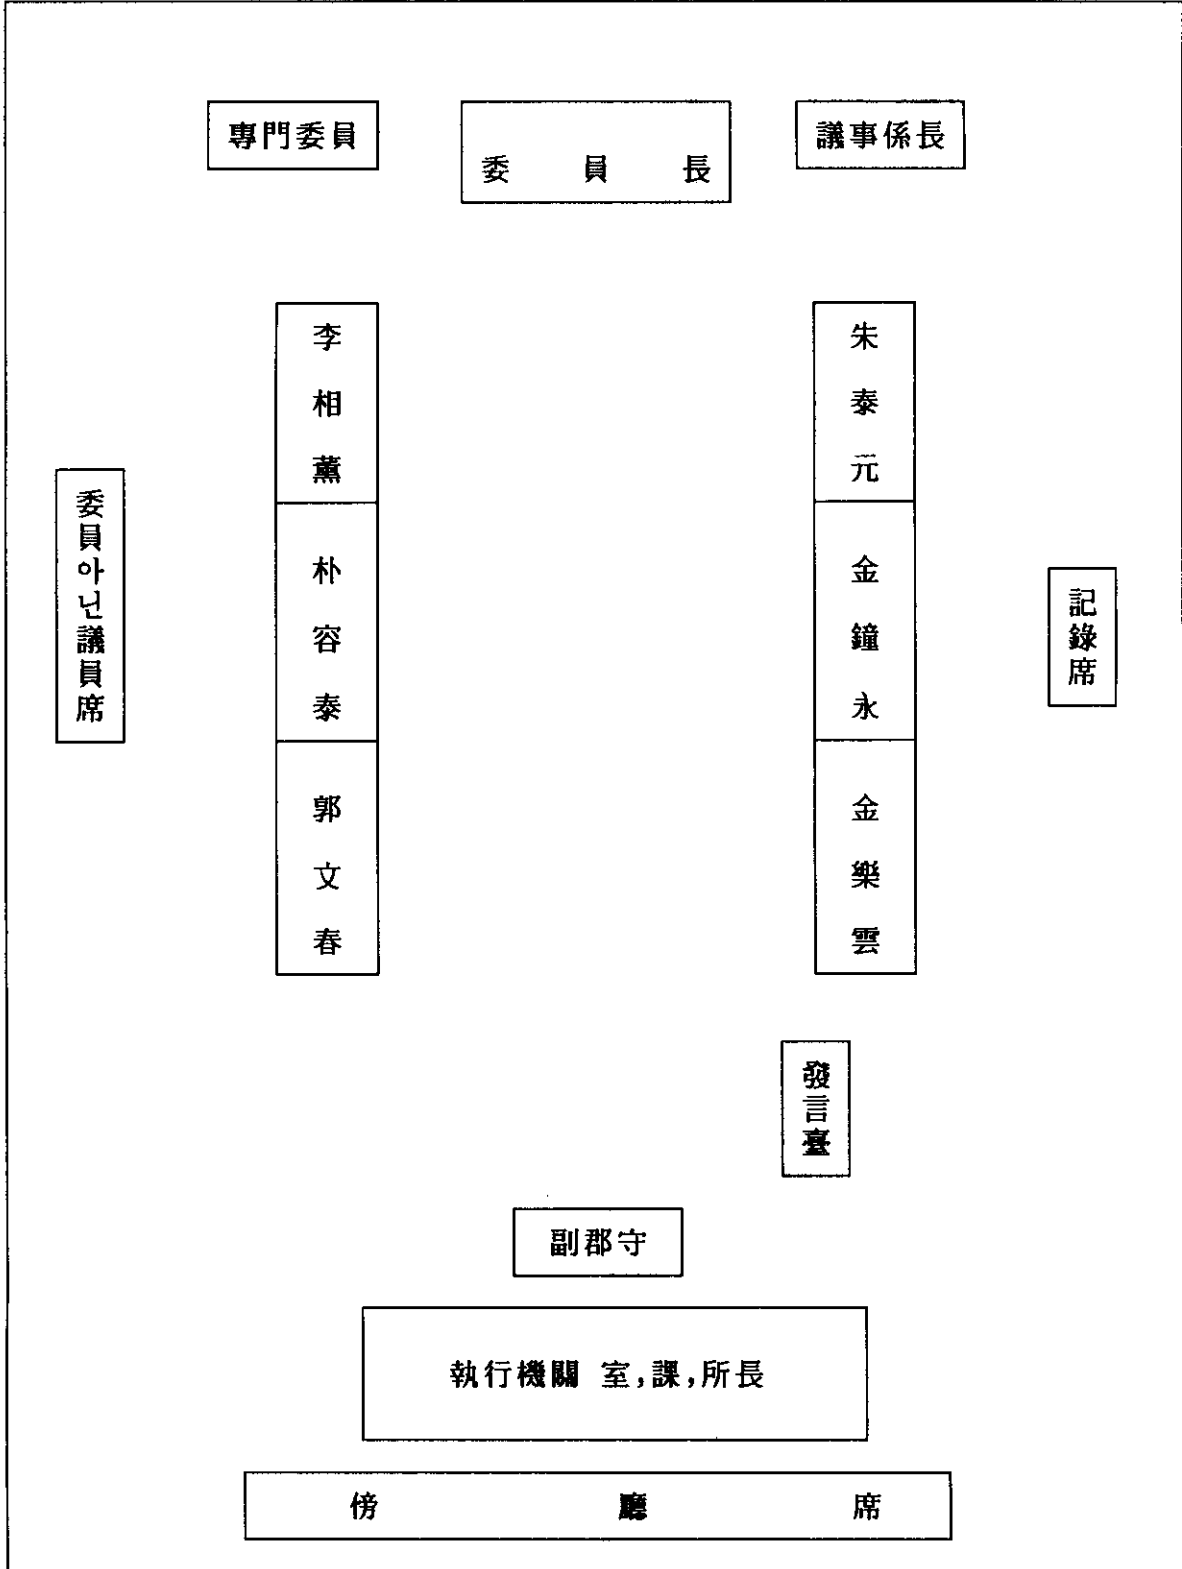 專門委員
委員長
議事係長
李相薰
朴容泰
郭文春
朱泰元
金鐘永
金樂雲
委員아닌議員席
記錄席
發言臺
副郡守
執行機關 室,課,所長
傍聽席